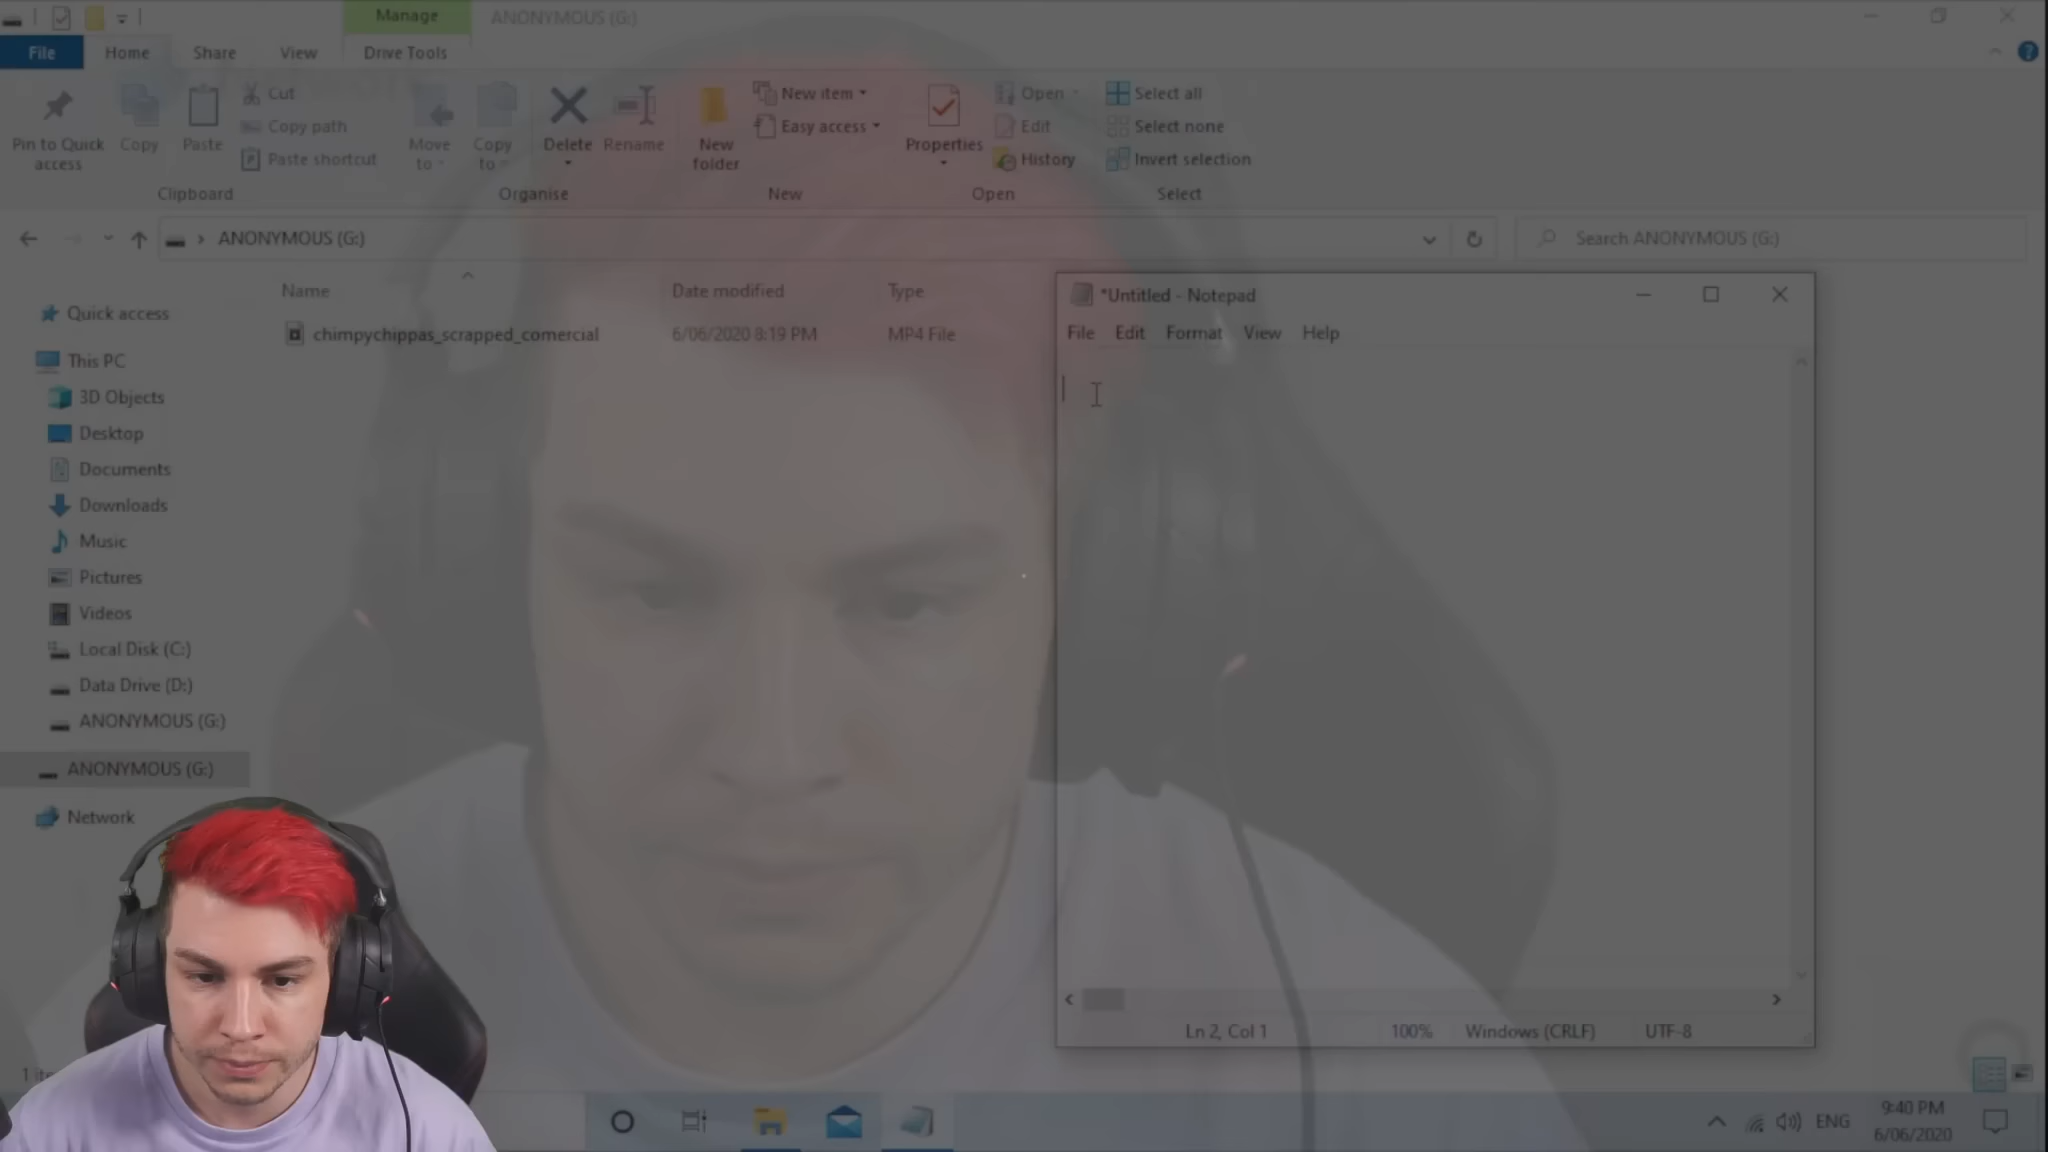 Manage
ANONYMOUS (G:)
File
Home
Share
View
Drive Tools
Pin to Quick access
Copy
Paste
Cut
Copy path
Paste shortcut
Clipboard
Move to
Copy to
Delete
Rename
Organise
New folder
New item
Easy access
New
Properties
Open
Edit
History
Open
Select all
Select none
Invert selection
Select
ANONYMOUS (G:)
Search ANONYMOUS (G:)
Name
Date modified
Type
chimpychippas_scrapped_comercial
6/06/2020 8:19 PM
MP4 File
Quick access
This PC
3D Objects
Desktop
Documents
Downloads
Music
Pictures
Videos
Local Disk (C:)
Data Drive (D:)
ANONYMOUS (G:)
ANONYMOUS (G:)
Network
*Untitled - Notepad
File
Edit
Format
View
Help
Ln 2, Col 1
100%
Windows (CRLF)
UTF-8
ENG
9:40 PM
6/06/2020